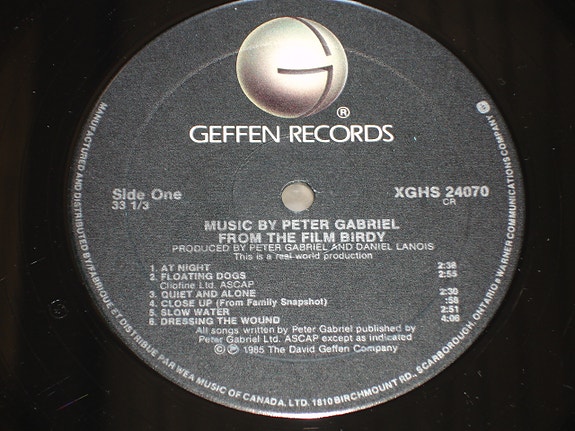 ®
GEFFEN RECORDS
Side One
33 1/3
XGHS 24070
CR
MUSIC BY PETER GABRIEL
FROM THE FILM BIRDY
PRODUCED BY PETER GABRIEL AND DANIEL LANOIS
This is a real world production
1. AT NIGHT 2:38
2. FLOATING DOGS 2:55
Cliofine Ltd. ASCAP
3. QUIET AND ALONE 2:30
4. CLOSE UP (From Family Snapshot) :58
5. SLOW WATER 2:51
6. DRESSING THE WOUND 4:06
All songs written by Peter Gabriel published by
Peter Gabriel Ltd. ASCAP except as indicated
© ℗ 1985 The David Geffen Company
MANUFACTURED AND DISTRIBUTED BY/FABRIQUE ET DISTRIBUE PAR WEA MUSIC OF CANADA, LTD. 1810 BIRCHMOUNT RD., SCARBOROUGH, ONTARIO • WARNER COMMUNICATIONS COMPANY